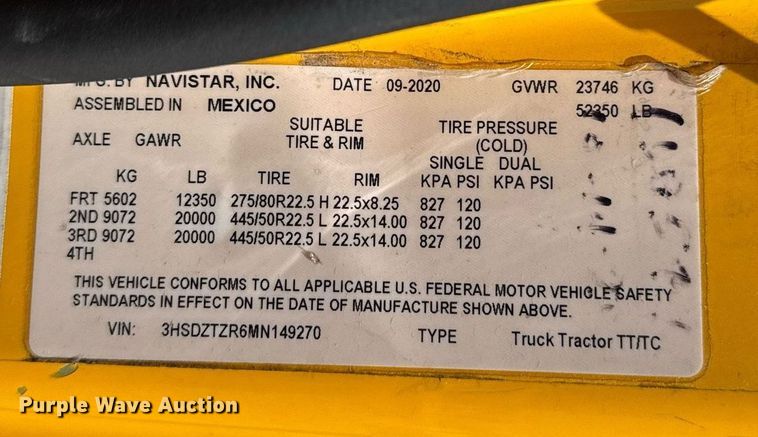 MFG. BY NAVISTAR, INC. DATE 09-2020 GVWR 23746 KG
ASSEMBLED IN MEXICO 52350 LB
SUITABLE TIRE PRESSURE
AXLE GAWR TIRE & RIM (COLD)
SINGLE DUAL
KG LB TIRE RIM KPA PSI KPA PSI
FRT 5602 12350 275/80R22.5 H 22.5x8.25 827 120
2ND 9072 20000 445/50R22.5 L 22.5x14.00 827 120
3RD 9072 20000 445/50R22.5 L 22.5x14.00 827 120
4TH
THIS VEHICLE CONFORMS TO ALL APPLICABLE U.S. FEDERAL MOTOR VEHICLE SAFETY
STANDARDS IN EFFECT ON THE DATE OF MANUFACTURE SHOWN ABOVE.
VIN: 3HSDZTZR6MN149270 TYPE Truck Tractor TT/TC
Purple Wave Auction